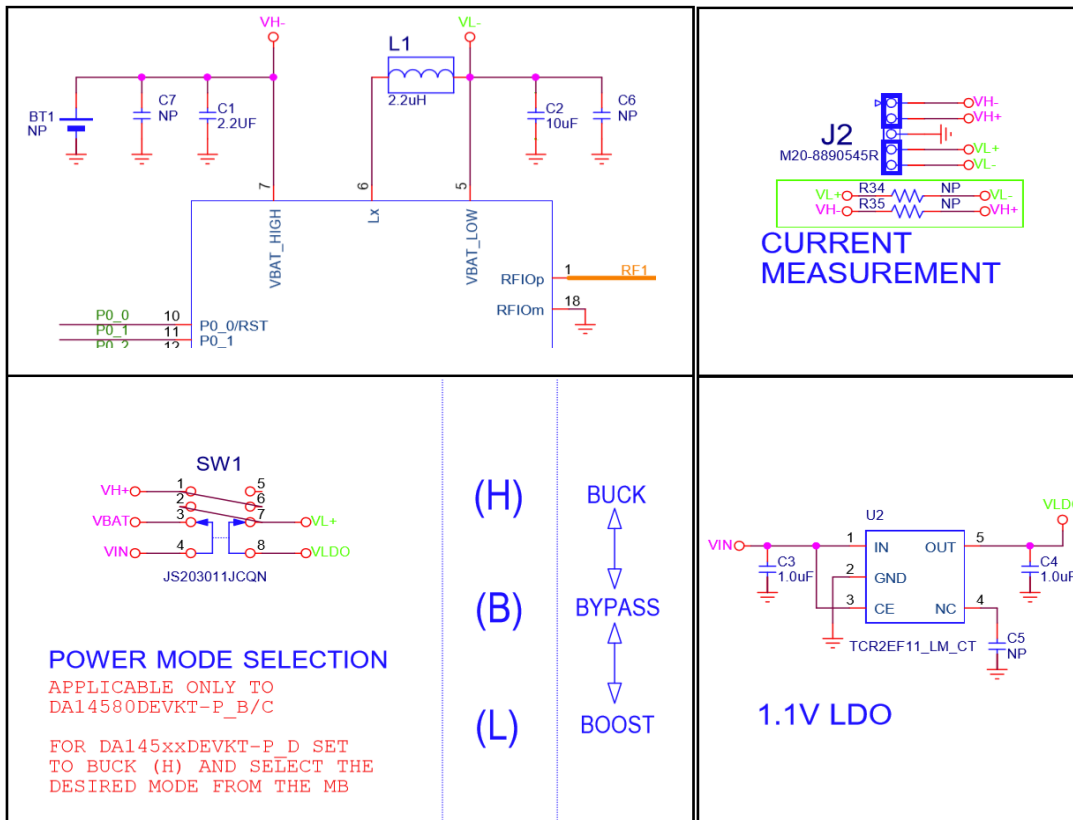 VH-
VL-
L1
2.2uH
BT1
NP
C7
NP
C1
2.2UF
C2
10uF
C6
NP
7
6
5
VBAT_HIGH
Lx
VBAT_LOW
RFIOp
1
RF1
RFIOm
18
P0_0
10
P0_0/RST
P0_1
11
P0_1
P0_2
12
VH-
VH+
J2
M20-8890545R
VL+
VL-
VL+
R34
NP
VL-
VH-
R35
NP
VH+
CURRENT
MEASUREMENT
SW1
VH+
1
5
2
6
VBAT
3
7
VL+
VIN
4
8
VLDO
JS203011JCQN
(H)
BUCK
(B)
BYPASS
(L)
BOOST
POWER MODE SELECTION
APPLICABLE ONLY TO
DA14580DEVKT-P_B/C
FOR DA145xxDEVKT-P_D SET
TO BUCK (H) AND SELECT THE
DESIRED MODE FROM THE MB
U2
VLDO
VIN
1
IN
OUT
5
C3
1.0uF
C4
1.0uF
2
GND
3
CE
NC
4
TCR2EF11_LM_CT
C5
NP
1.1V LDO